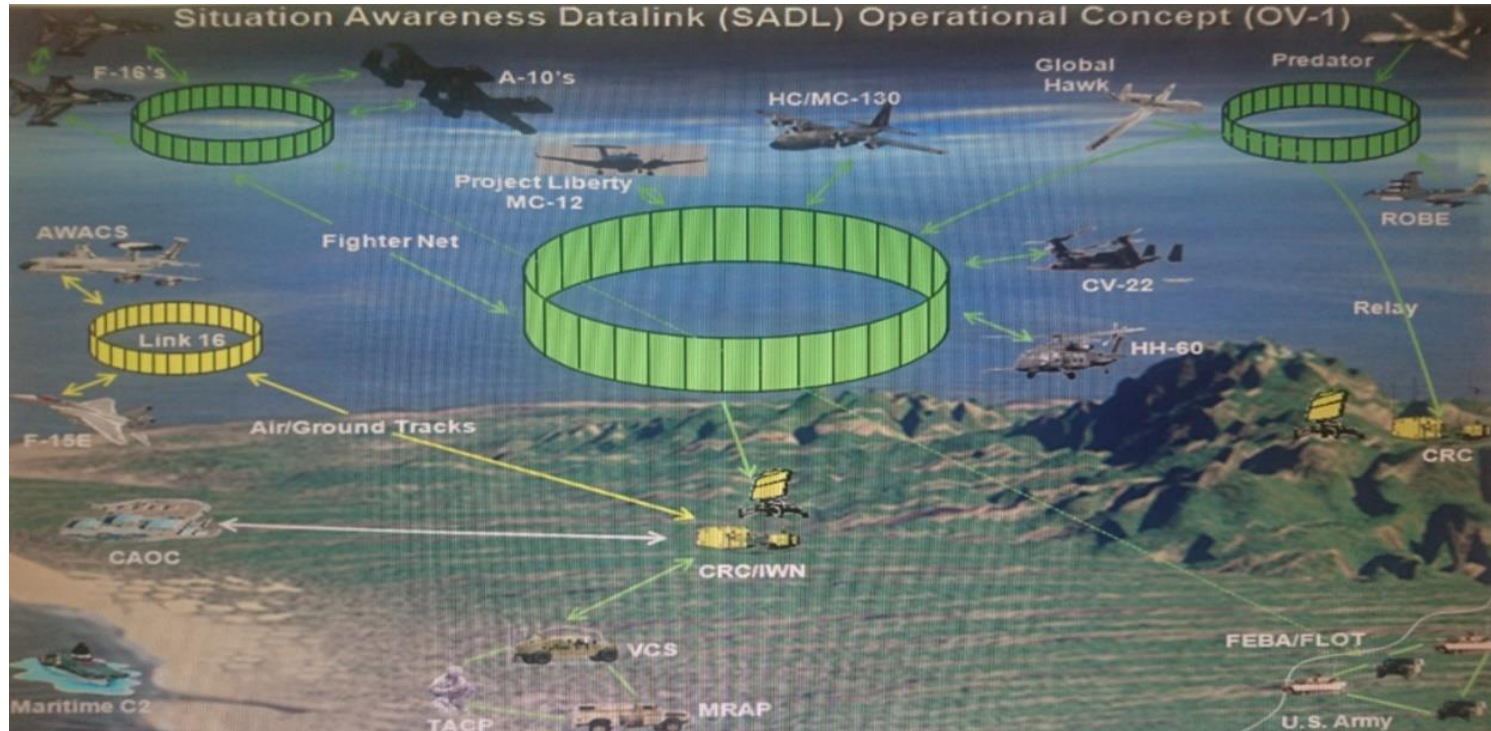 Situation Awareness Datalink (SADL) Operational Concept (OV-1)
F-16's
A-10's
HC/MC-130
Global
Hawk
Predator
Project Liberty
MC-12
ROBE
AWACS
Fighter Net
CV-22
Link 16
Relay
HH-60
F-15E
Air/Ground Tracks
CRC
CAOC
CRC/IWN
VCS
FEBA/FLOT
Maritime C2
TACP
MRAP
U.S. Army